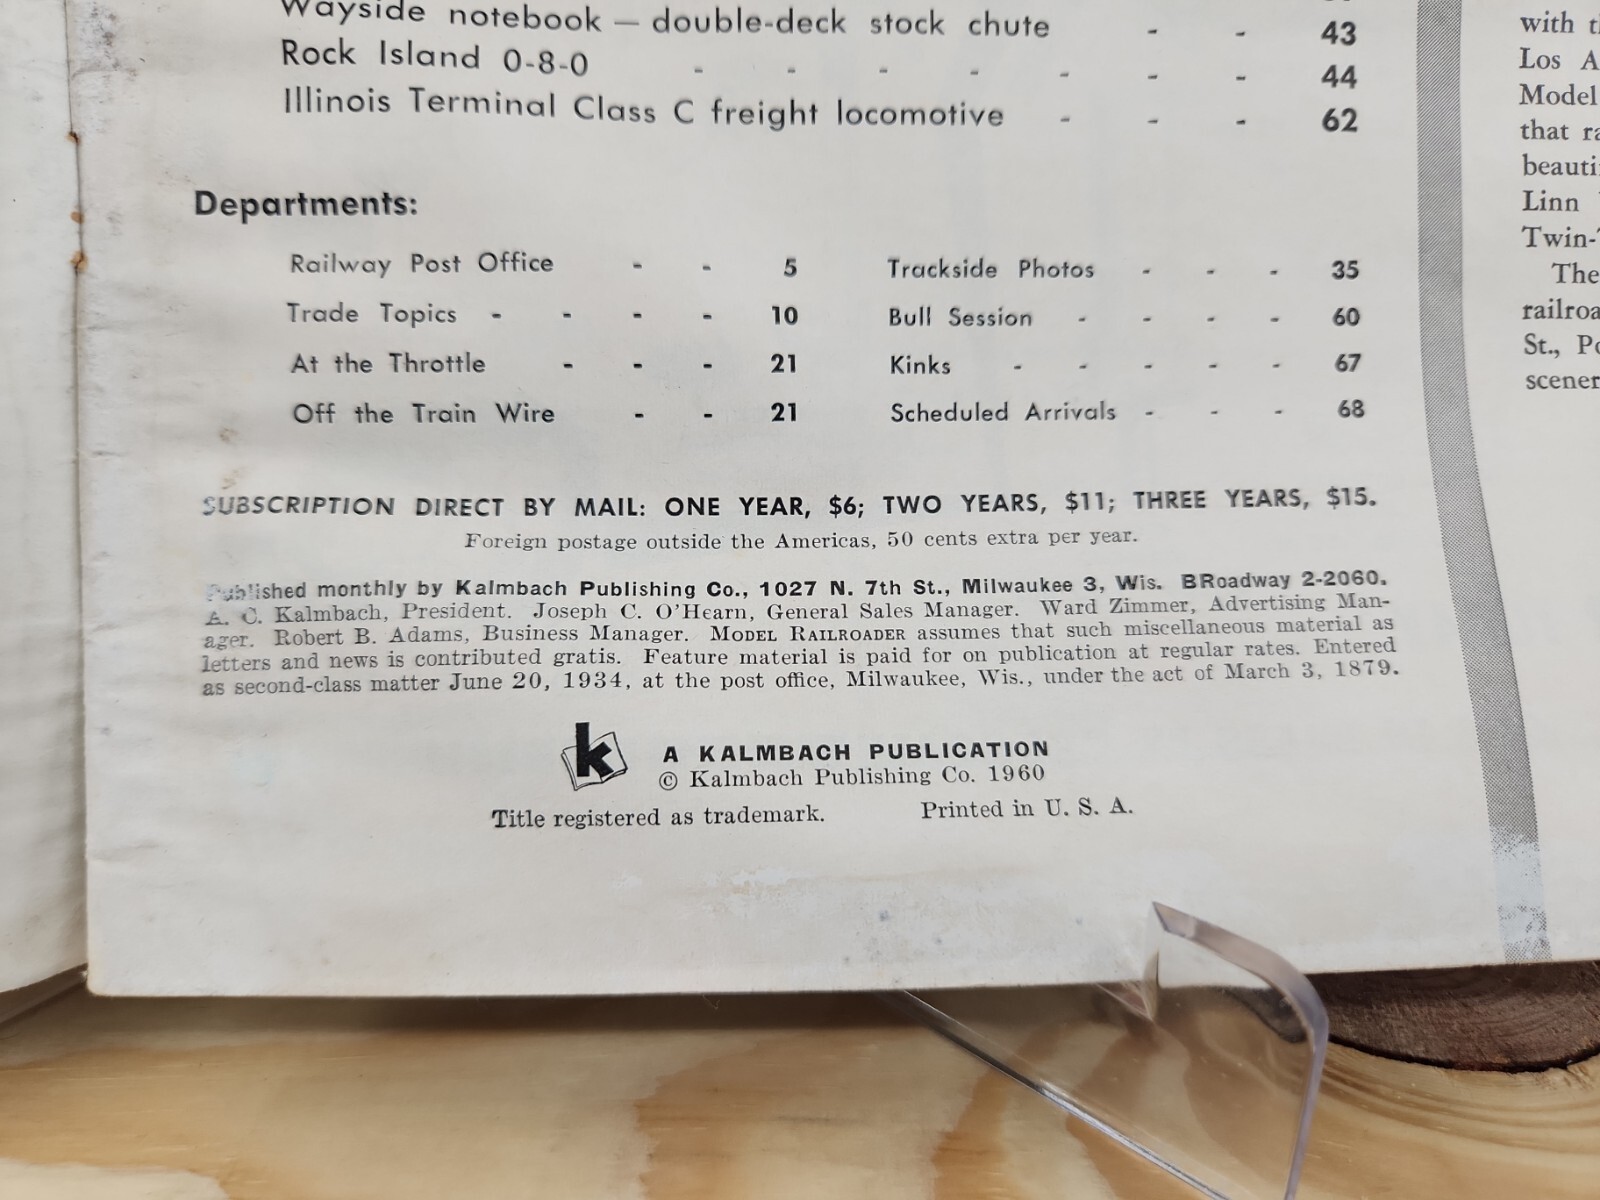 Wayside notebook — double-deck stock chute - - 43
Rock Island 0-8-0 - - - - - - - 44
Illinois Terminal Class C freight locomotive - - - 62
Departments:
Railway Post Office - - 5
Trade Topics - - - - 10
At the Throttle - - - 21
Off the Train Wire - - 21
Trackside Photos - - - 35
Bull Session - - - - 60
Kinks - - - - - 67
Scheduled Arrivals - - - 68
SUBSCRIPTION DIRECT BY MAIL: ONE YEAR, $6; TWO YEARS, $11; THREE YEARS, $15.
Foreign postage outside the Americas, 50 cents extra per year.
Published monthly by Kalmbach Publishing Co., 1027 N. 7th St., Milwaukee 3, Wis. BRoadway 2-2060.
A. C. Kalmbach, President. Joseph C. O'Hearn, General Sales Manager. Ward Zimmer, Advertising Man-
ager. Robert B. Adams, Business Manager. MODEL RAILROADER assumes that such miscellaneous material as
letters and news is contributed gratis. Feature material is paid for on publication at regular rates. Entered
as second-class matter June 20, 1934, at the post office, Milwaukee, Wis., under the act of March 3, 1879.
k
A KALMBACH PUBLICATION
© Kalmbach Publishing Co. 1960
Title registered as trademark. Printed in U. S. A.
with
Los A
Model
that
beauti
Linn
Twin-
The
railroa
St., Po
scener